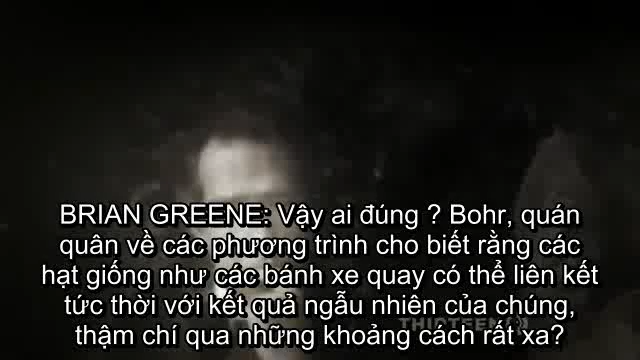 BRIAN GREENE: Vậy ai đúng ? Bohr, quán
quân về các phương trình cho biết rằng các
hạt giống như các bánh xe quay có thể liên kết
tức thời với kết quả ngẫu nhiên của chúng,
THIRTEEN
thậm chí qua những khoảng cách rất xa?